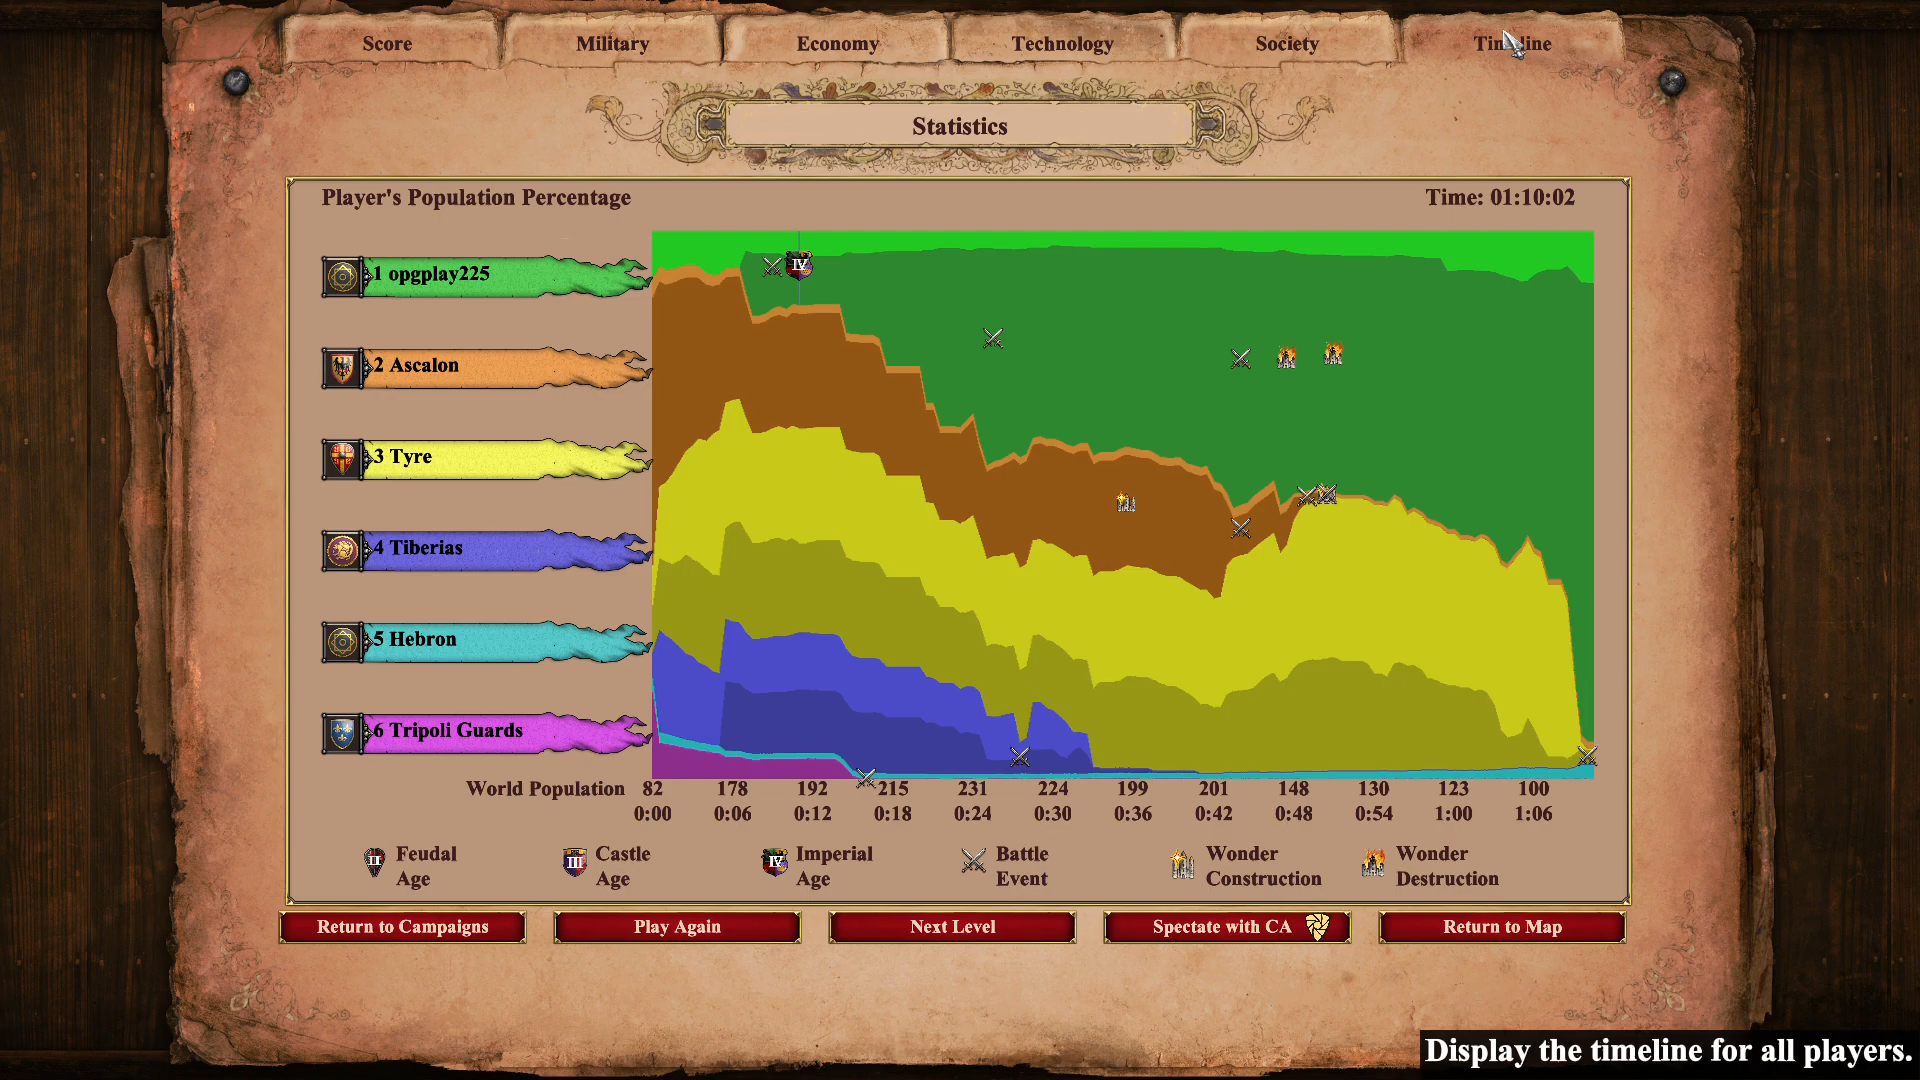 Score Military Economy Technology Society Timeline
Statistics
Player's Population Percentage
Time: 01:10:02
1 opgplay225
2 Ascalon
3 Tyre
4 Tiberias
5 Hebron
6 Tripoli Guards
World Population 82 178 192 215 231 224 199 201 148 130 123 100
0:00 0:06 0:12 0:18 0:24 0:30 0:36 0:42 0:48 0:54 1:00 1:06
Feudal Age
Castle Age
Imperial Age
Battle Event
Wonder Construction
Wonder Destruction
Return to Campaigns Play Again Next Level Spectate with CA Return to Map
Display the timeline for all players.